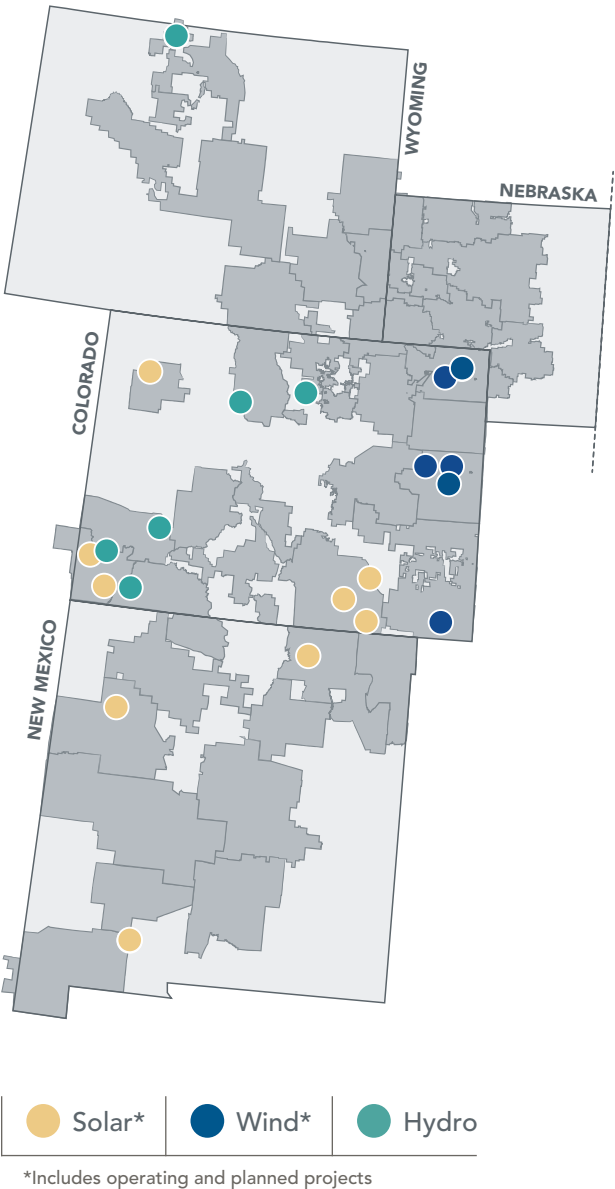 WYOMING
NEBRASKA
COLORADO
NEW MEXICO
Solar*
Wind*
Hydro
*Includes operating and planned projects